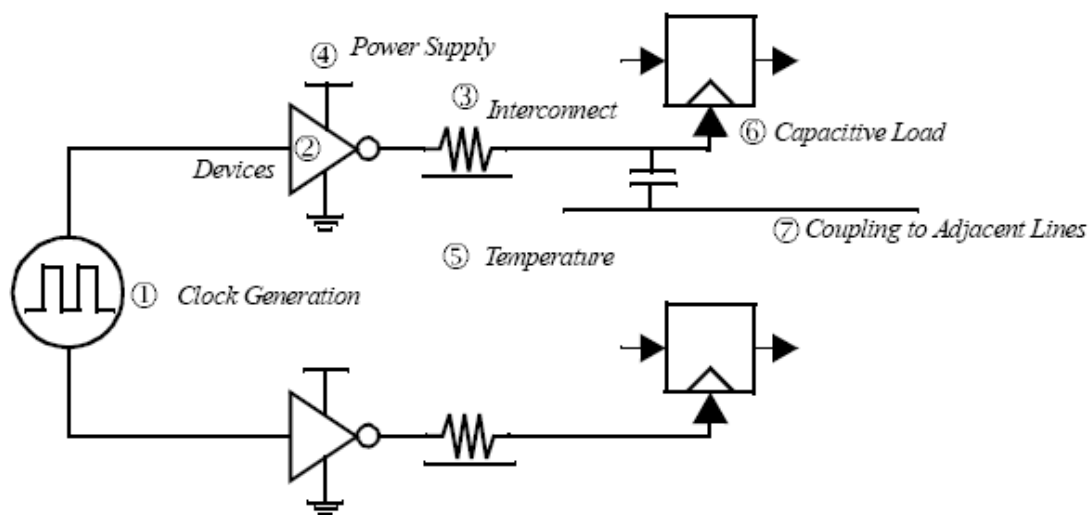 ④ Power Supply
③ Interconnect
② 
Devices
⑥ Capacitive Load
⑦ Coupling to Adjacent Lines
⑤ Temperature
① Clock Generation